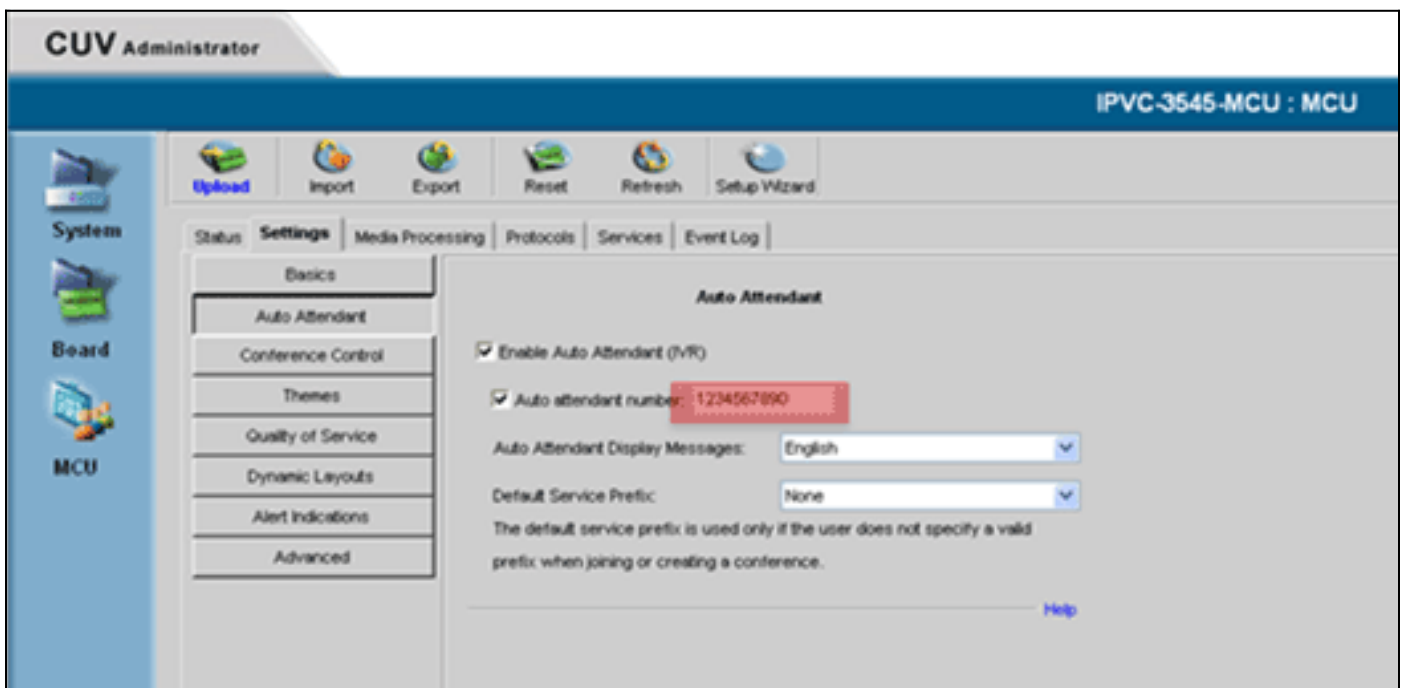 CUV Administrator
IPVC-3545-MCU : MCU
Upload Import Export Reset Refresh Setup Wizard
System
Board
MCU
Status Settings Media Processing Protocols Services Event Log
Basics
Auto Attendant
Conference Control
Themes
Quality of Service
Dynamic Layouts
Alert Indications
Advanced
Auto Attendant
Enable Auto Attendant (IVR)
Auto attendant number: 1234567890
Auto Attendant Display Messages: English
Default Service Prefix: None
The default service prefix is used only if the user does not specify a valid
prefix when joining or creating a conference.
Help